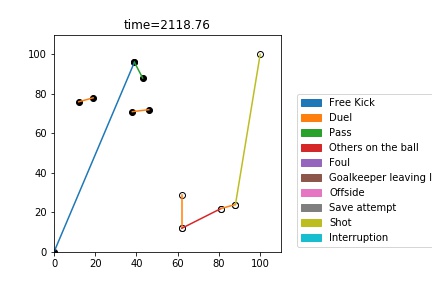 time=2118.76
100
80
60
40
20
0
0 20 40 60 80 100
Free Kick
Duel
Pass
Others on the ball
Foul
Goalkeeper leaving
Offside
Save attempt
Shot
Interruption